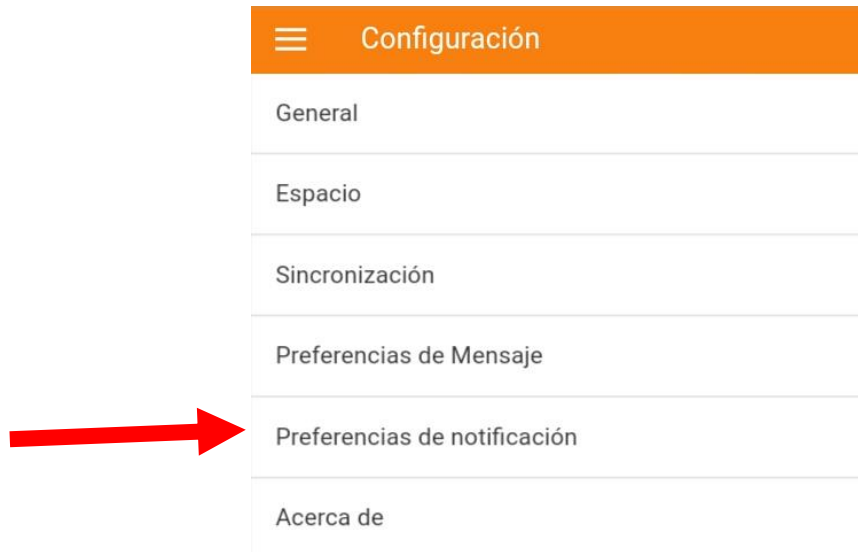 Configuración
General
Espacio
Sincronización
Preferencias de Mensaje
Preferencias de notificación
Acerca de